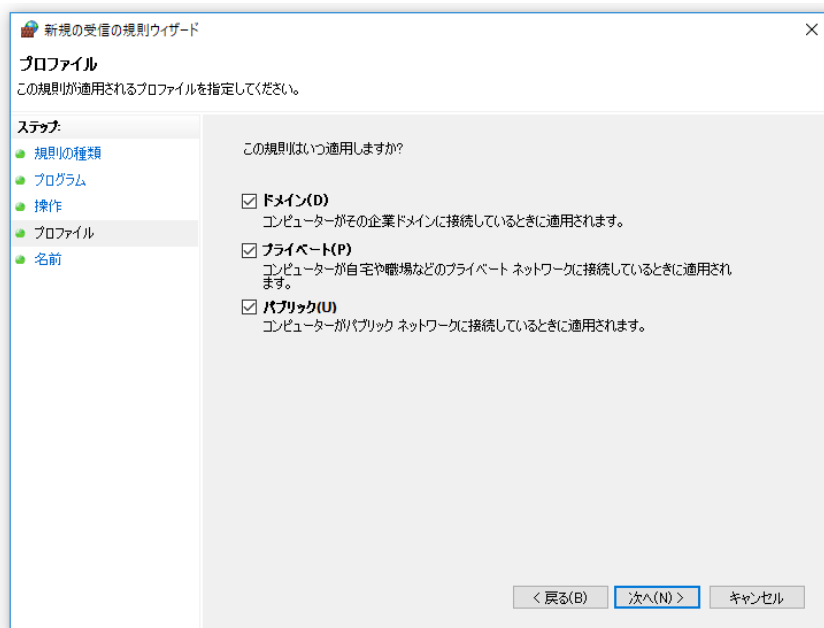 新規の受信の規則ウィザード
プロファイル
この規則が適用されるプロファイルを指定してください。
ステップ:
規則の種類
プログラム
操作
プロファイル
名前
この規則はいつ適用しますか?
ドメイン(D)
コンピューターがその企業ドメインに接続しているときに適用されます。
プライベート(P)
コンピューターが自宅や職場などのプライベート ネットワークに接続しているときに適用され
ます。
パブリック(U)
コンピューターがパブリック ネットワークに接続しているときに適用されます。
< 戻る(B)
次へ(N) >
キャンセル